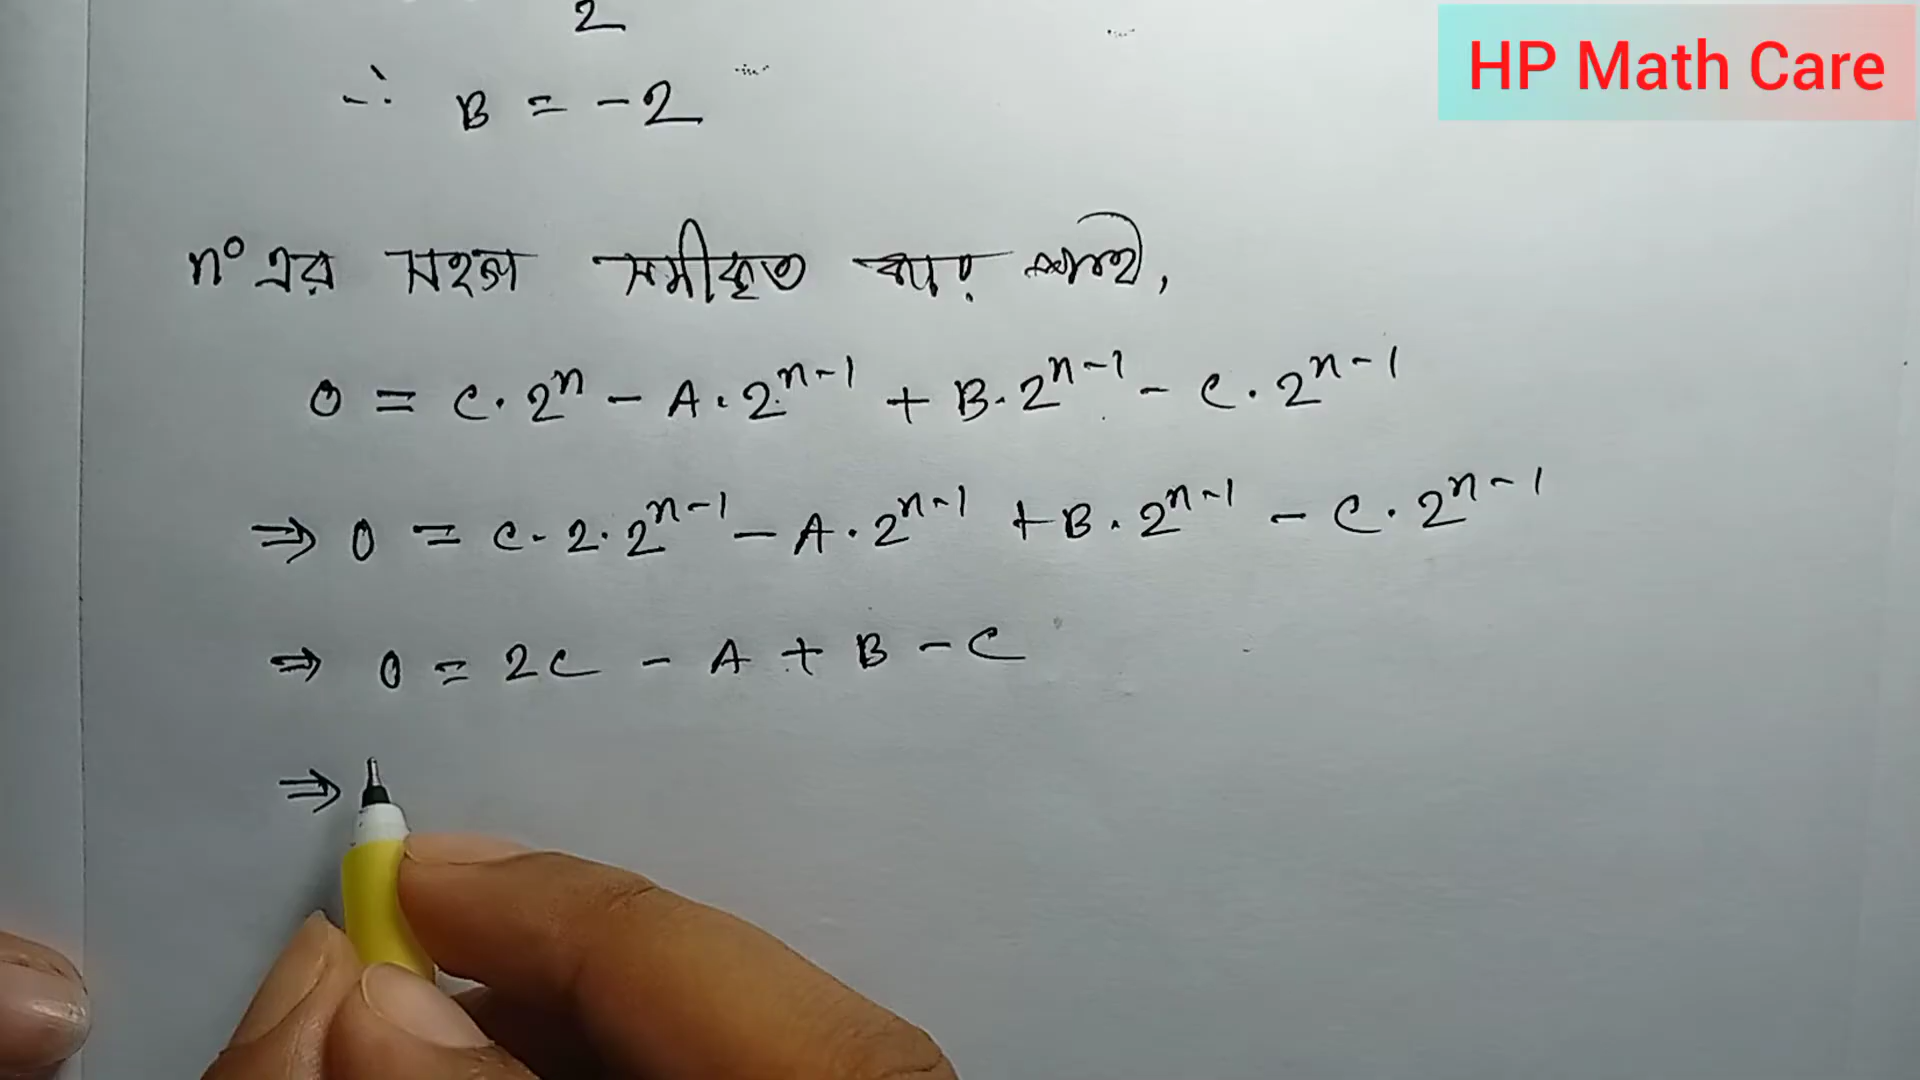 HP Math Care
2
∴ B = -2
n⁰ এর সহগ সমীকৃত করে পাই,
0 = C·2ⁿ - A·2ⁿ⁻¹ + B·2ⁿ⁻¹ - C·2ⁿ⁻¹
⇒ 0 = C·2·2ⁿ⁻¹ - A·2ⁿ⁻¹ + B·2ⁿ⁻¹ - C·2ⁿ⁻¹
⇒ 0 = 2C - A + B - C
⇒